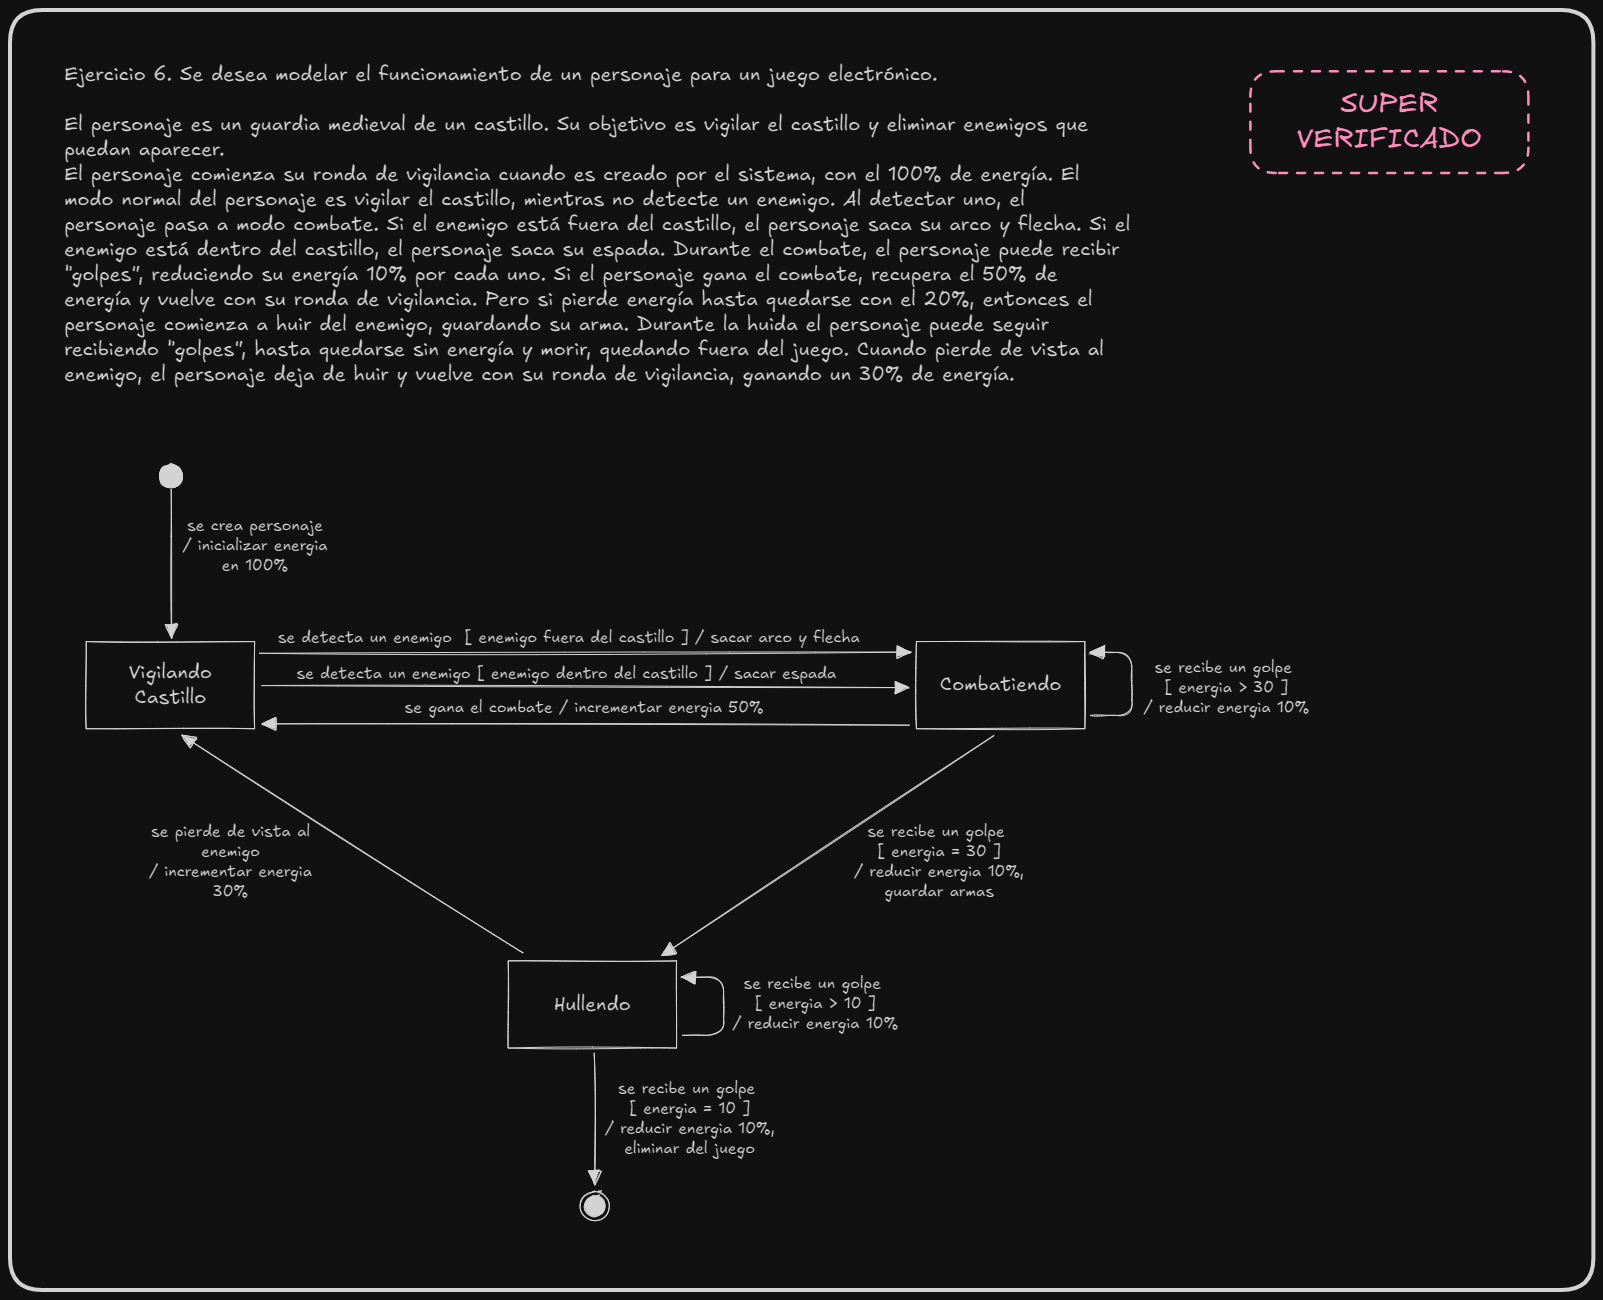 Ejercicio 6. Se desea modelar el funcionamiento de un personaje para un juego electrónico.
SUPER
VERIFICADO
El personaje es un guardia medieval de un castillo. Su objetivo es vigilar el castillo y eliminar enemigos que
puedan aparecer.
El personaje comienza su ronda de vigilancia cuando es creado por el sistema, con el 100% de energía. El
modo normal del personaje es vigilar el castillo, mientras no detecte un enemigo. Al detectar uno, el
personaje pasa a modo combate. Si el enemigo está fuera del castillo, el personaje saca su arco y flecha. Si el
enemigo está dentro del castillo, el personaje saca su espada. Durante el combate, el personaje puede recibir
"golpes", reduciendo su energía 10% por cada uno. Si el personaje gana el combate, recupera el 50% de
energía y vuelve con su ronda de vigilancia. Pero si pierde energía hasta quedarse con el 20%, entonces el
personaje comienza a huir del enemigo, guardando su arma. Durante la huida el personaje puede seguir
recibiendo "golpes", hasta quedarse sin energía y morir, quedando fuera del juego. Cuando pierde de vista al
enemigo, el personaje deja de huir y vuelve con su ronda de vigilancia, ganando un 30% de energía.
se crea personaje
/ inicializar energia
en 100%
Vigilando
Castillo
se detecta un enemigo [ enemigo fuera del castillo ] / sacar arco y flecha
se detecta un enemigo [ enemigo dentro del castillo ] / sacar espada
se gana el combate / incrementar energia 50%
Combatiendo
se recibe un golpe
[ energia > 30 ]
/ reducir energia 10%
se pierde de vista al
enemigo
/ incrementar energia
30%
se recibe un golpe
[ energia = 30 ]
/ reducir energia 10%,
guardar armas
Hullendo
se recibe un golpe
[ energia > 10 ]
/ reducir energia 10%
se recibe un golpe
[ energia = 10 ]
/ reducir energia 10%,
eliminar del juego